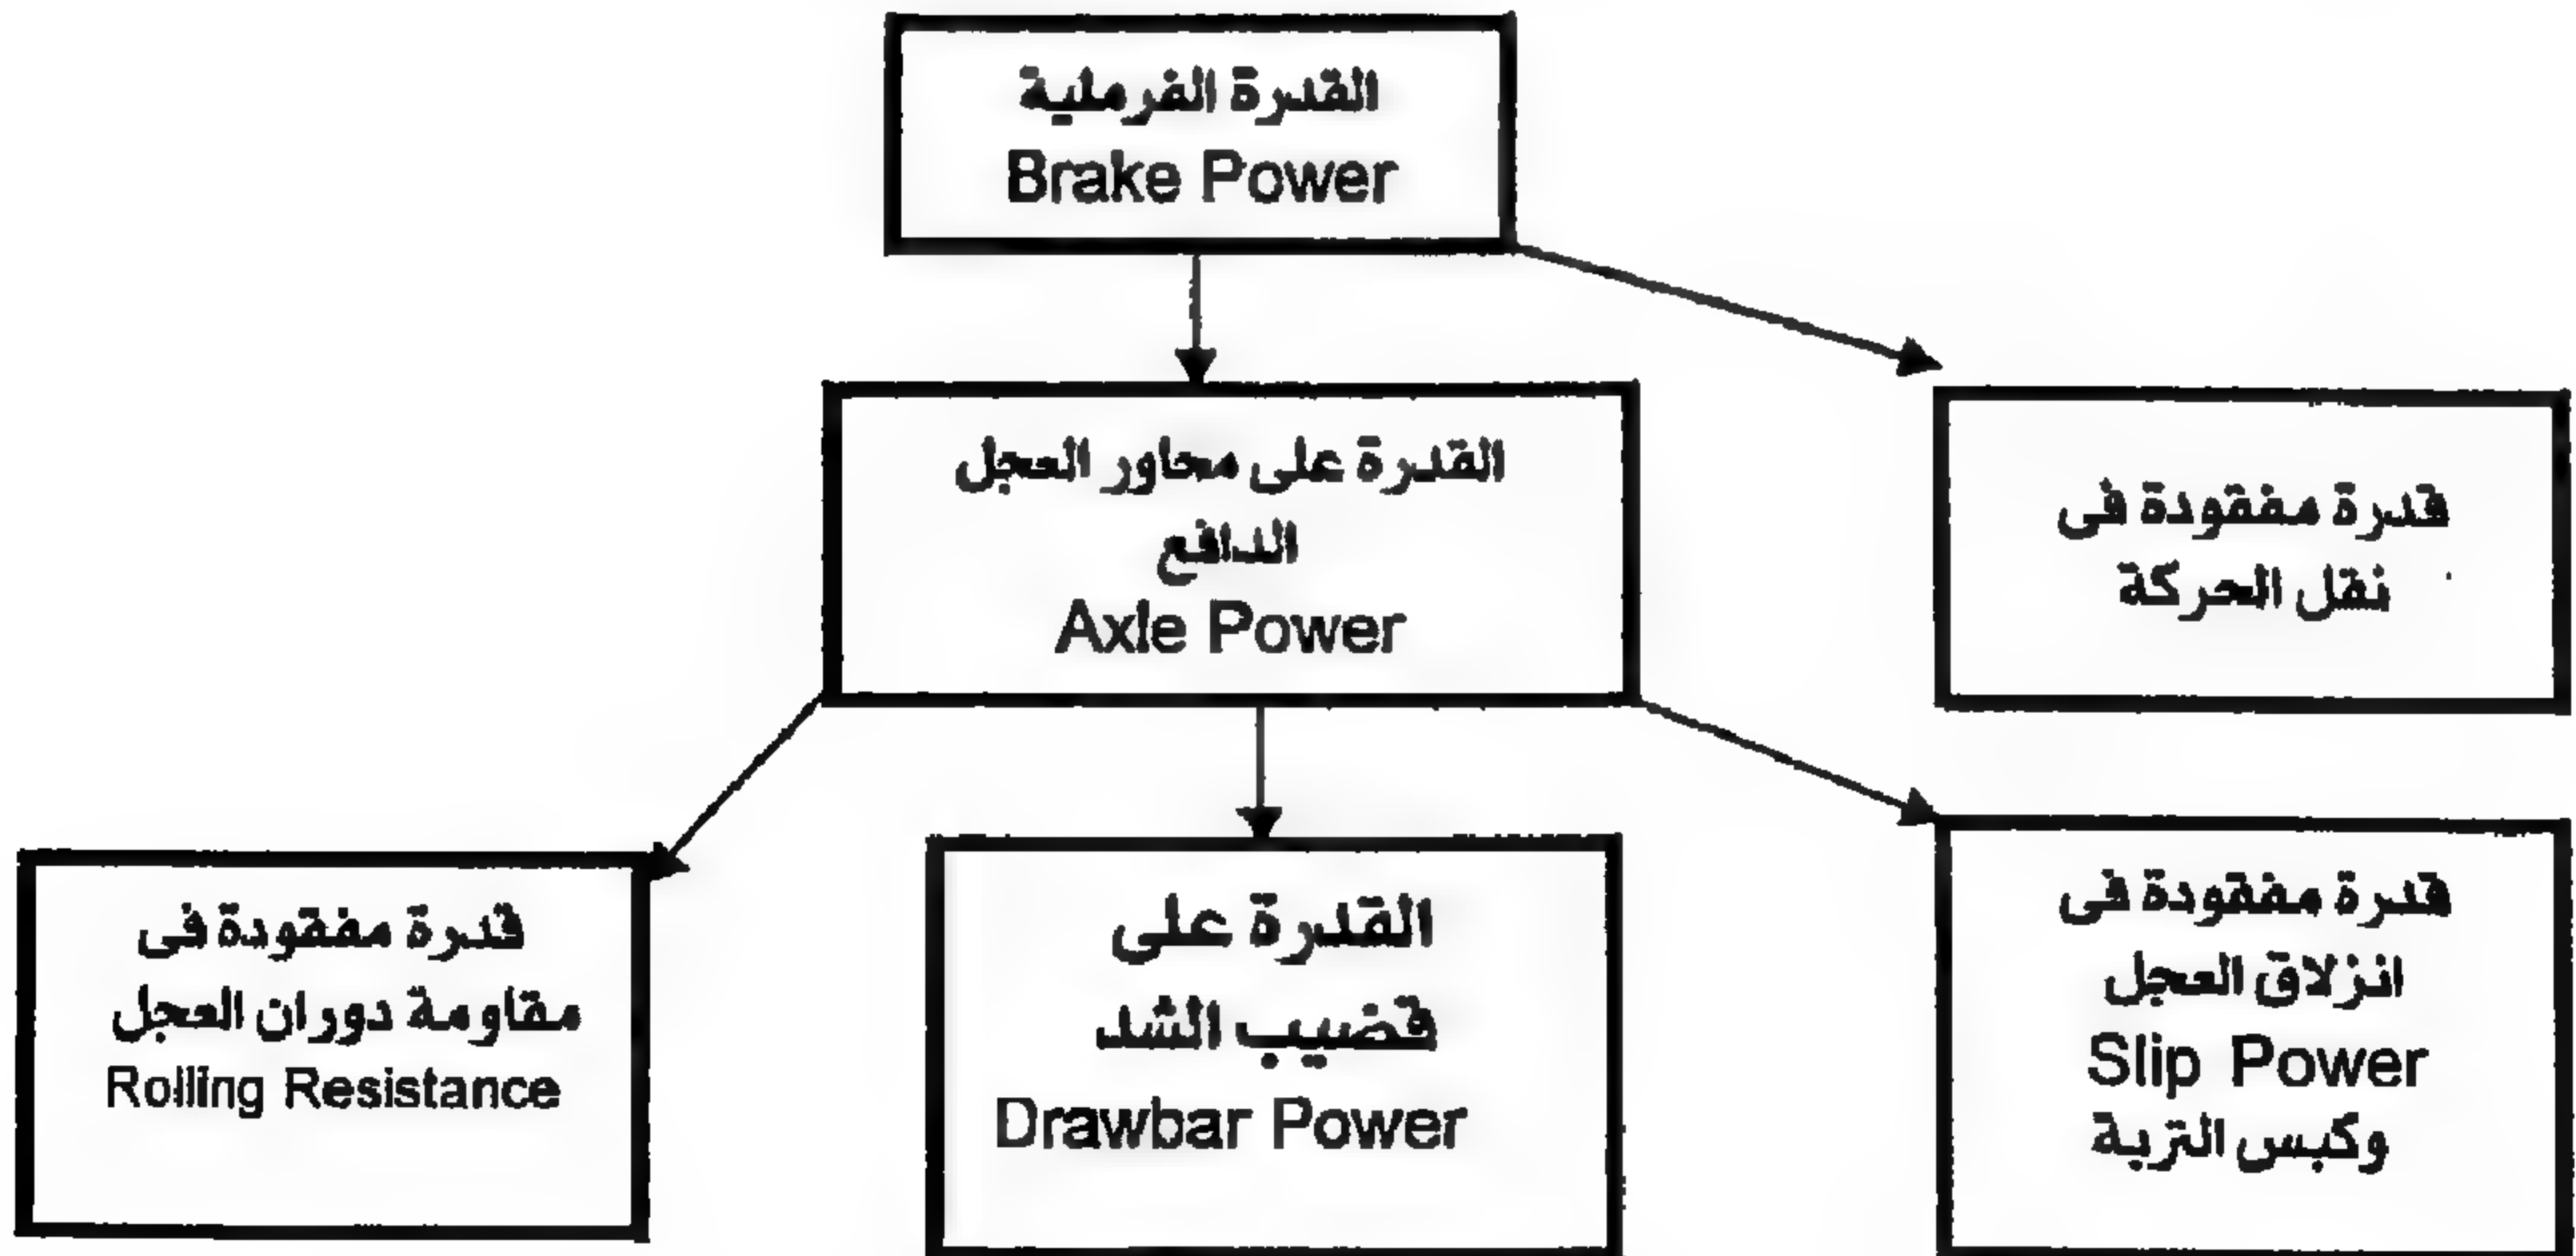 القدرة الفرملية
Brake Power
القدرة على محاور العجل
الدافع
Axle Power
قدرة مفقودة فى
نقل الحركة
قدرة مفقودة فى
مقاومة دوران العجل
Rolling Resistance
القدرة على
قضيب الشد
Drawbar Power
قدرة مفقودة فى
انزلاق العجل
Slip Power
وكبس التربة